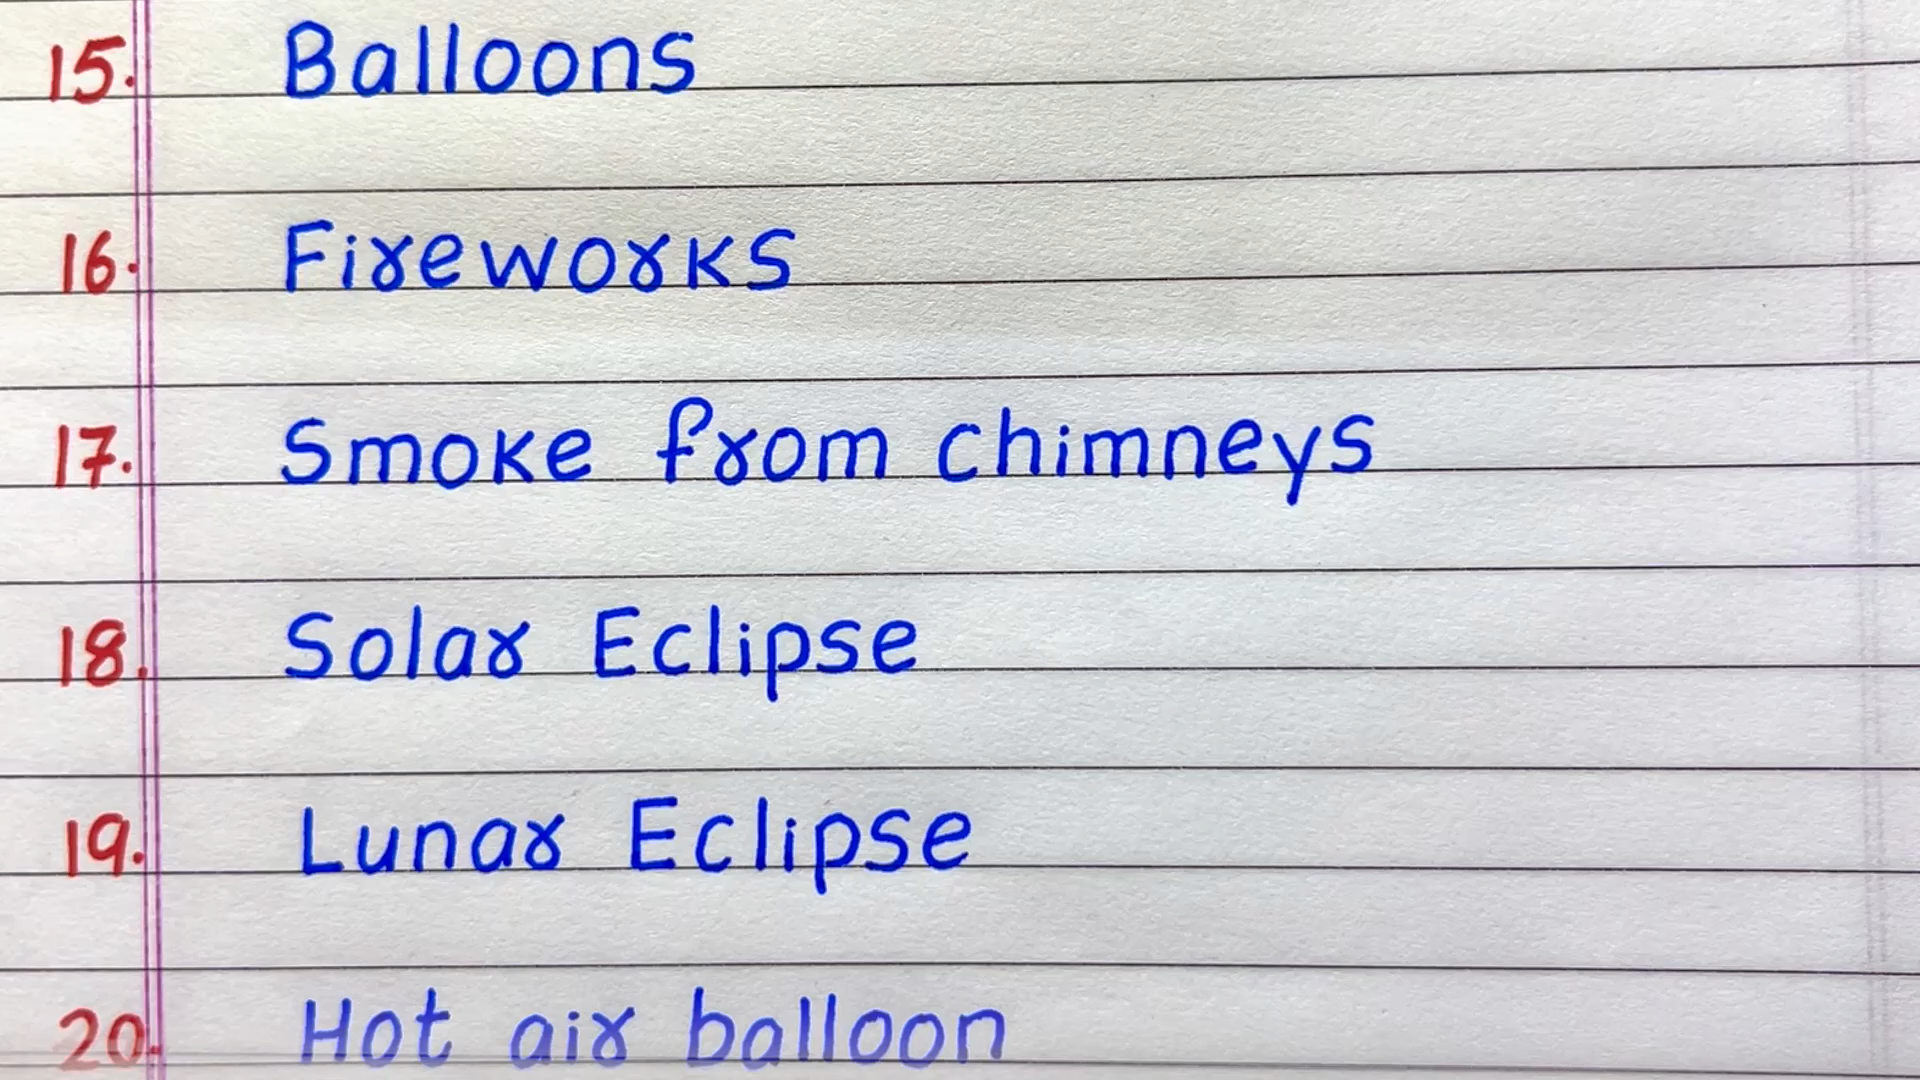 15. Balloons
16. Fireworks
17. Smoke from chimneys
18. Solar Eclipse
19. Lunar Eclipse
20. Hot air balloon